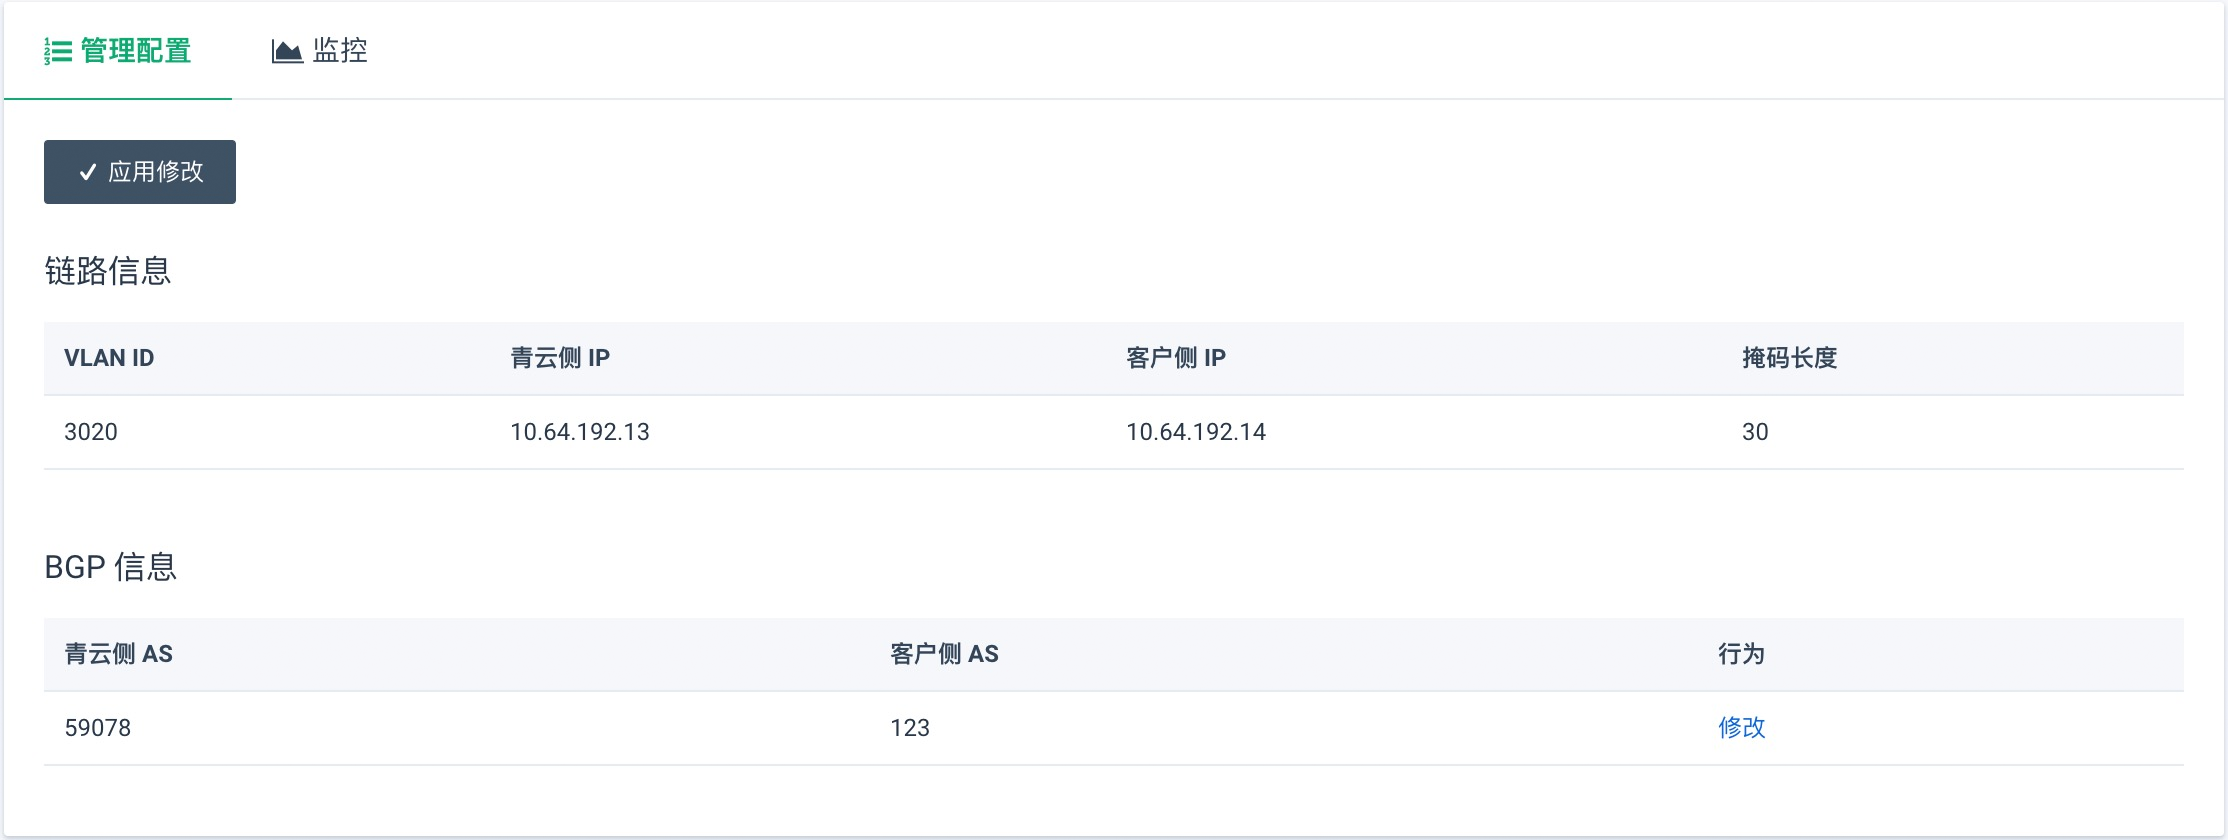 管理配置 监控
应用修改
链路信息
VLAN ID 青云侧 IP 客户侧 IP 掩码长度
3020 10.64.192.13 10.64.192.14 30
BGP 信息
青云侧 AS 客户侧 AS 行为
59078 123 修改